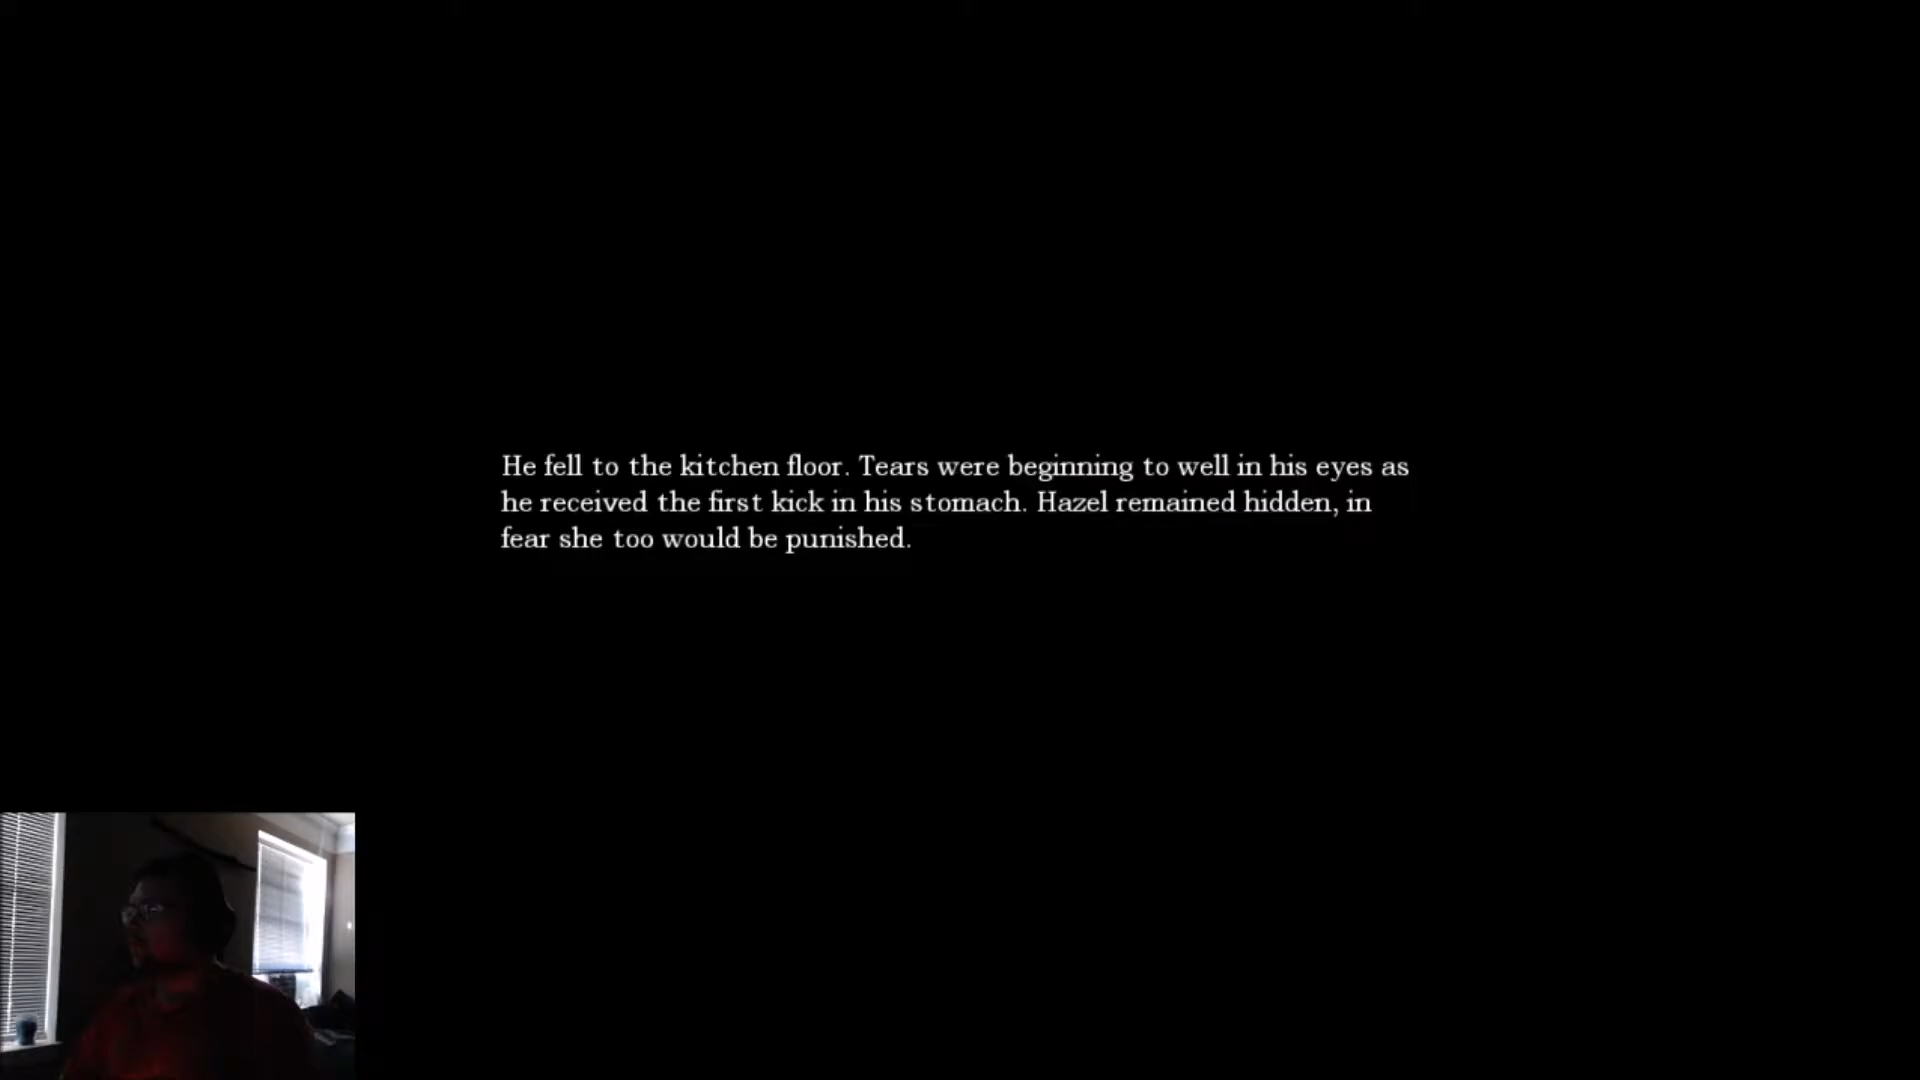 He fell to the kitchen floor. Tears were beginning to well in his eyes as
he received the first kick in his stomach. Hazel remained hidden, in
fear she too would be punished.